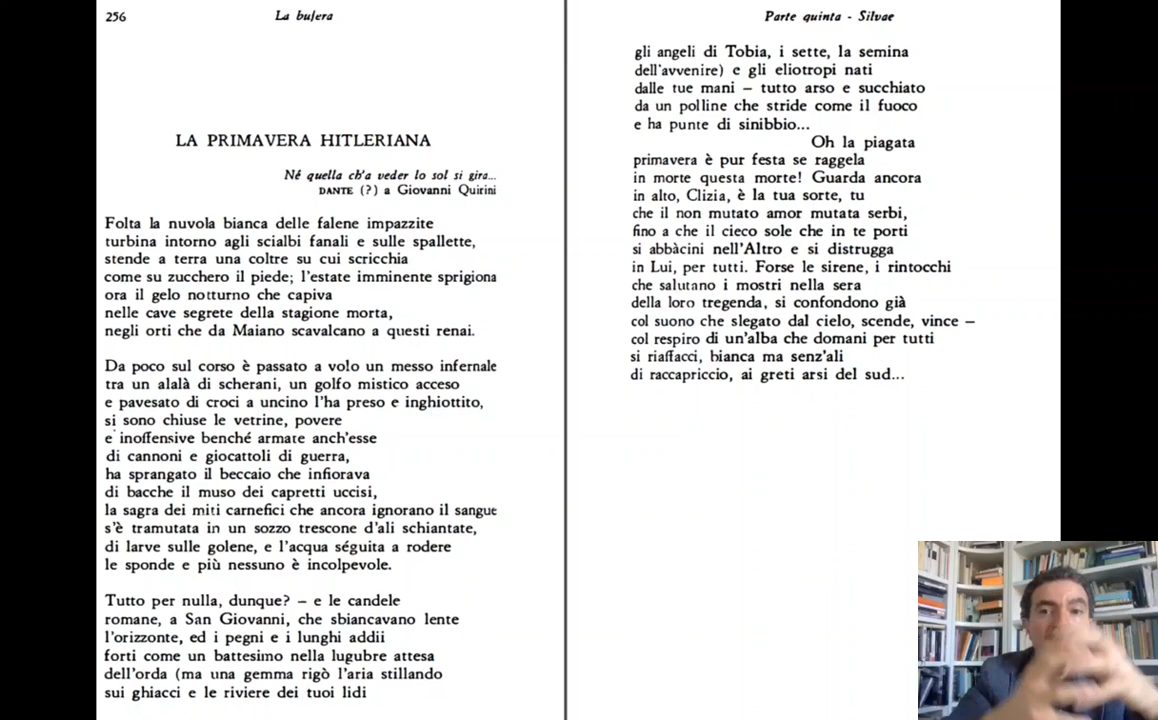 256
La bufera
LA PRIMAVERA HITLERIANA
Né quella ch'a veder lo sol si gira...
DANTE (?) a Giovanni Quirini
Folta la nuvola bianca delle falene impazzite
turbina intorno agli scialbi fanali e sulle spallette,
stende a terra una coltre su cui scricchia
come su zucchero il piede; l'estate imminente sprigiona
ora il gelo notturno che capiva
nelle cave segrete della stagione morta,
negli orti che da Maiano scavalcano a questi renai.
Da poco sul corso è passato a volo un messo infernale
tra un alalà di scherani, un golfo mistico acceso
e pavesato di croci a uncino l'ha preso e inghiottito,
si sono chiuse le vetrine, povere
e inoffensive benché armate anch'esse
di cannoni e giocattoli di guerra,
ha sprangato il beccaio che infiorava
di bacche il muso dei capretti uccisi,
la sagra dei miti carnefici che ancora ignorano il sangue
s'è tramutata in un sozzo trescone d'ali schiantate,
di larve sulle golene, e l'acqua séguita a rodere
le sponde e più nessuno è incolpevole.
Tutto per nulla, dunque? – e le candele
romane, a San Giovanni, che sbiancavano lente
l'orizzonte, ed i pegni e i lunghi addii
forti come un battesimo nella lugubre attesa
dell'orda (ma una gemma rigò l'aria stillando
sui ghiacci e le riviere dei tuoi lidi
Parte quinta - Silvae
gli angeli di Tobia, i sette, la semina
dell'avvenire) e gli eliotropi nati
dalle tue mani – tutto arso e succhiato
da un polline che stride come il fuoco
e ha punte di sinibbio...
Oh la piagata
primavera è pur festa se raggela
in morte questa morte! Guarda ancora
in alto, Clizia, è la tua sorte, tu
che il non mutato amor mutata serbi,
fino a che il cieco sole che in te porti
si abbàcini nell'Altro e si distrugga
in Lui, per tutti. Forse le sirene, i rintocchi
che salutano i mostri nella sera
della loro tregenda, si confondono già
col suono che slegato dal cielo, scende, vince –
col respiro di un'alba che domani per tutti
si riaffacci, bianca ma senz'ali
di raccapriccio, ai greti arsi del sud...